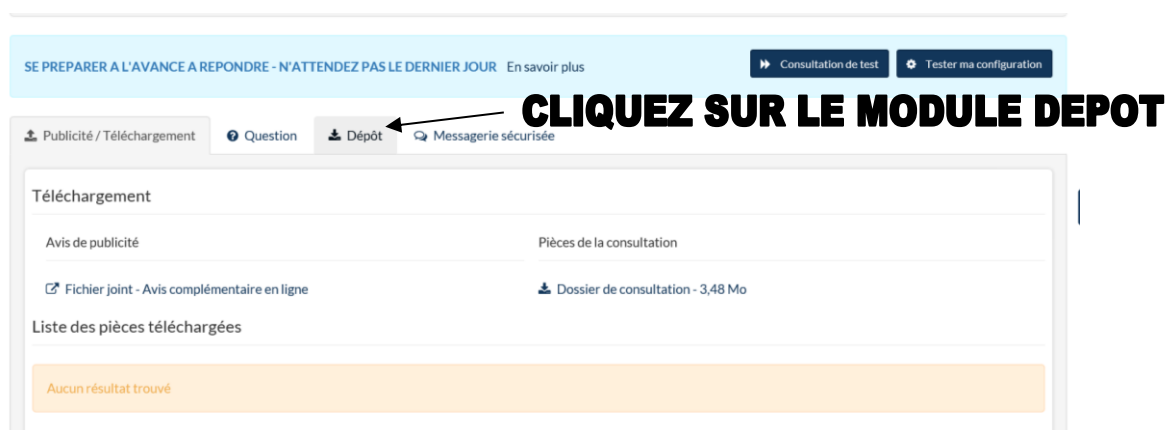 SE PREPARER A L'AVANCE A REPONDRE - N'ATTENDEZ PAS LE DERNIER JOUR En savoir plus
Consultation de test
Tester ma configuration
CLIQUEZ SUR LE MODULE DEPOT
Publicité / Téléchargement
Question
Dépôt
Messagerie sécurisée
Téléchargement
Avis de publicité
Pièces de la consultation
Fichier joint - Avis complémentaire en ligne
Dossier de consultation - 3,48 Mo
Liste des pièces téléchargées
Aucun résultat trouvé